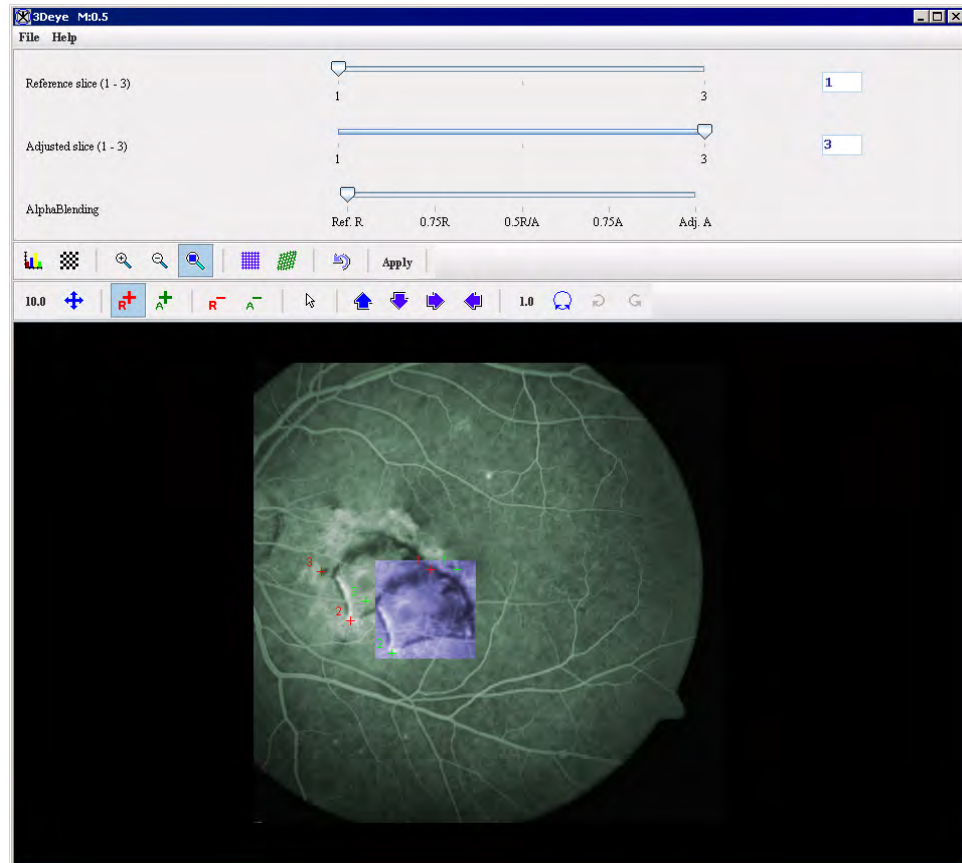 3Deye M:0.5
File Help
Reference slice (1 - 3)
1 3
1
Adjusted slice (1 - 3)
1 3
3
AlphaBlending
Ref. R 0.75R 0.5R/A 0.75A Adj. A
Apply
10.0 R A R A 1.0
3
2